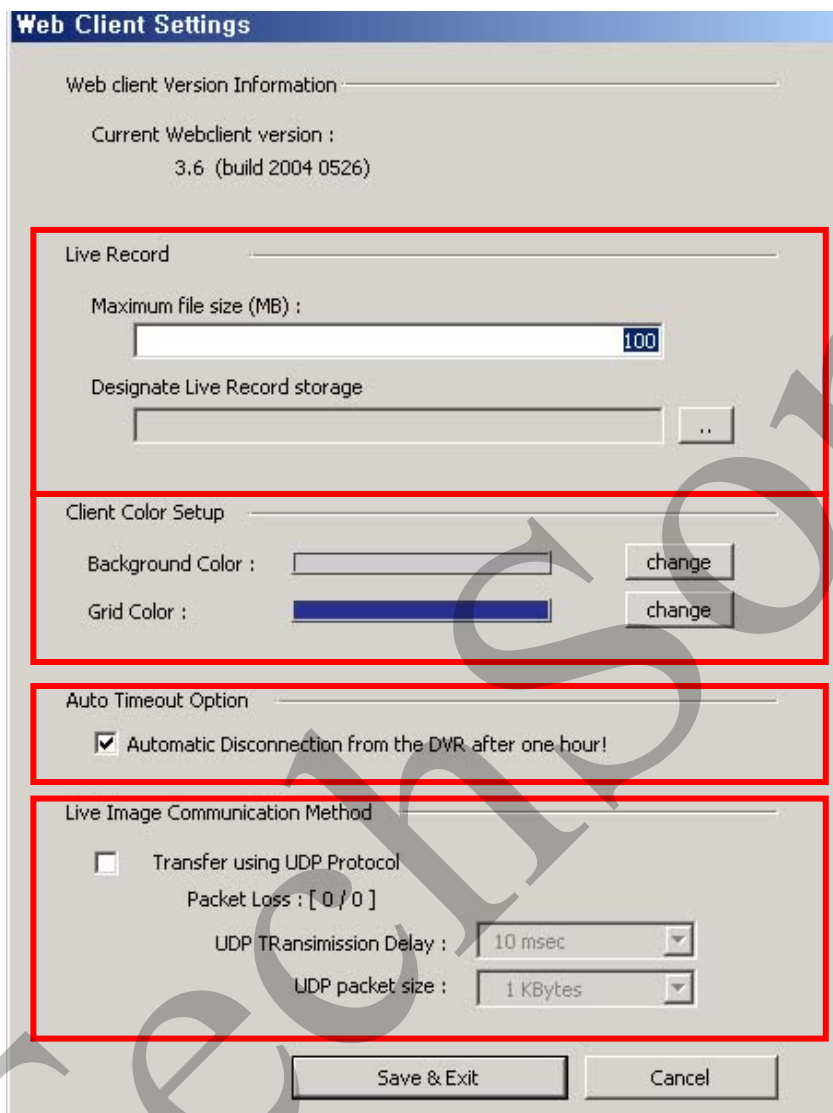 Web Client Settings
Web client Version Information
Current Webclient version :
3.6 (build 2004 0526)
Live Record
Maximum file size (MB) :
100
Designate Live Record storage
..
Client Color Setup
Background Color :
change
Grid Color :
change
Auto Timeout Option
Automatic Disconnection from the DVR after one hour!
Live Image Communication Method
Transfer using UDP Protocol
Packet Loss : [ 0 / 0 ]
UDP TRansimission Delay :
10 msec
UDP packet size :
1 KBytes
Save & Exit
Cancel